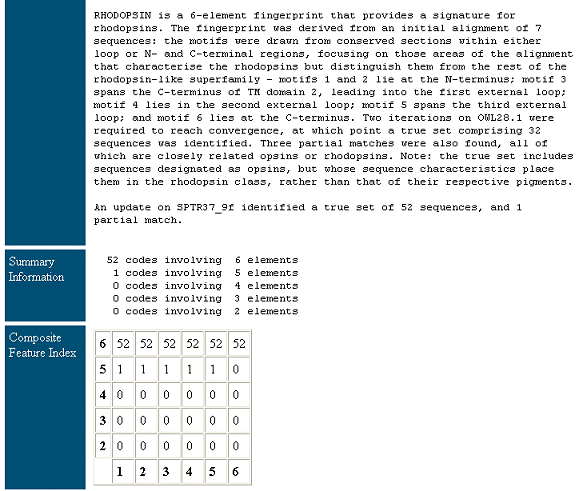 RHODOPSIN is a 6-element fingerprint that provides a signature for
rhodopsins. The fingerprint was derived from an initial alignment of 7
sequences: the motifs were drawn from conserved sections within either
loop or N- and C-terminal regions, focusing on those areas of the alignment
that characterise the rhodopsins but distinguish them from the rest of the
rhodopsin-like superfamily - motifs 1 and 2 lie at the N-terminus; motif 3
spans the C-terminus of TM domain 2, leading into the first external loop;
motif 4 lies in the second external loop; motif 5 spans the third external
loop; and motif 6 lies at the C-terminus. Two iterations on OWL28.1 were
required to reach convergence, at which point a true set comprising 32
sequences was identified. Three partial matches were also found, all of
which are closely related opsins or rhodopsins. Note: the true set includes
sequences designated as opsins, but whose sequence characteristics place
them in the rhodopsin class, rather than that of their respective pigments.
An update on SPTR37_9f identified a true set of 52 sequences, and 1
partial match.
Summary
Information
52 codes involving 6 elements
1 codes involving 5 elements
0 codes involving 4 elements
0 codes involving 3 elements
0 codes involving 2 elements
Composite
Feature Index
6 52 52 52 52 52 52
5 1 1 1 1 1 0
4 0 0 0 0 0 0
3 0 0 0 0 0 0
2 0 0 0 0 0 0
1 2 3 4 5 6